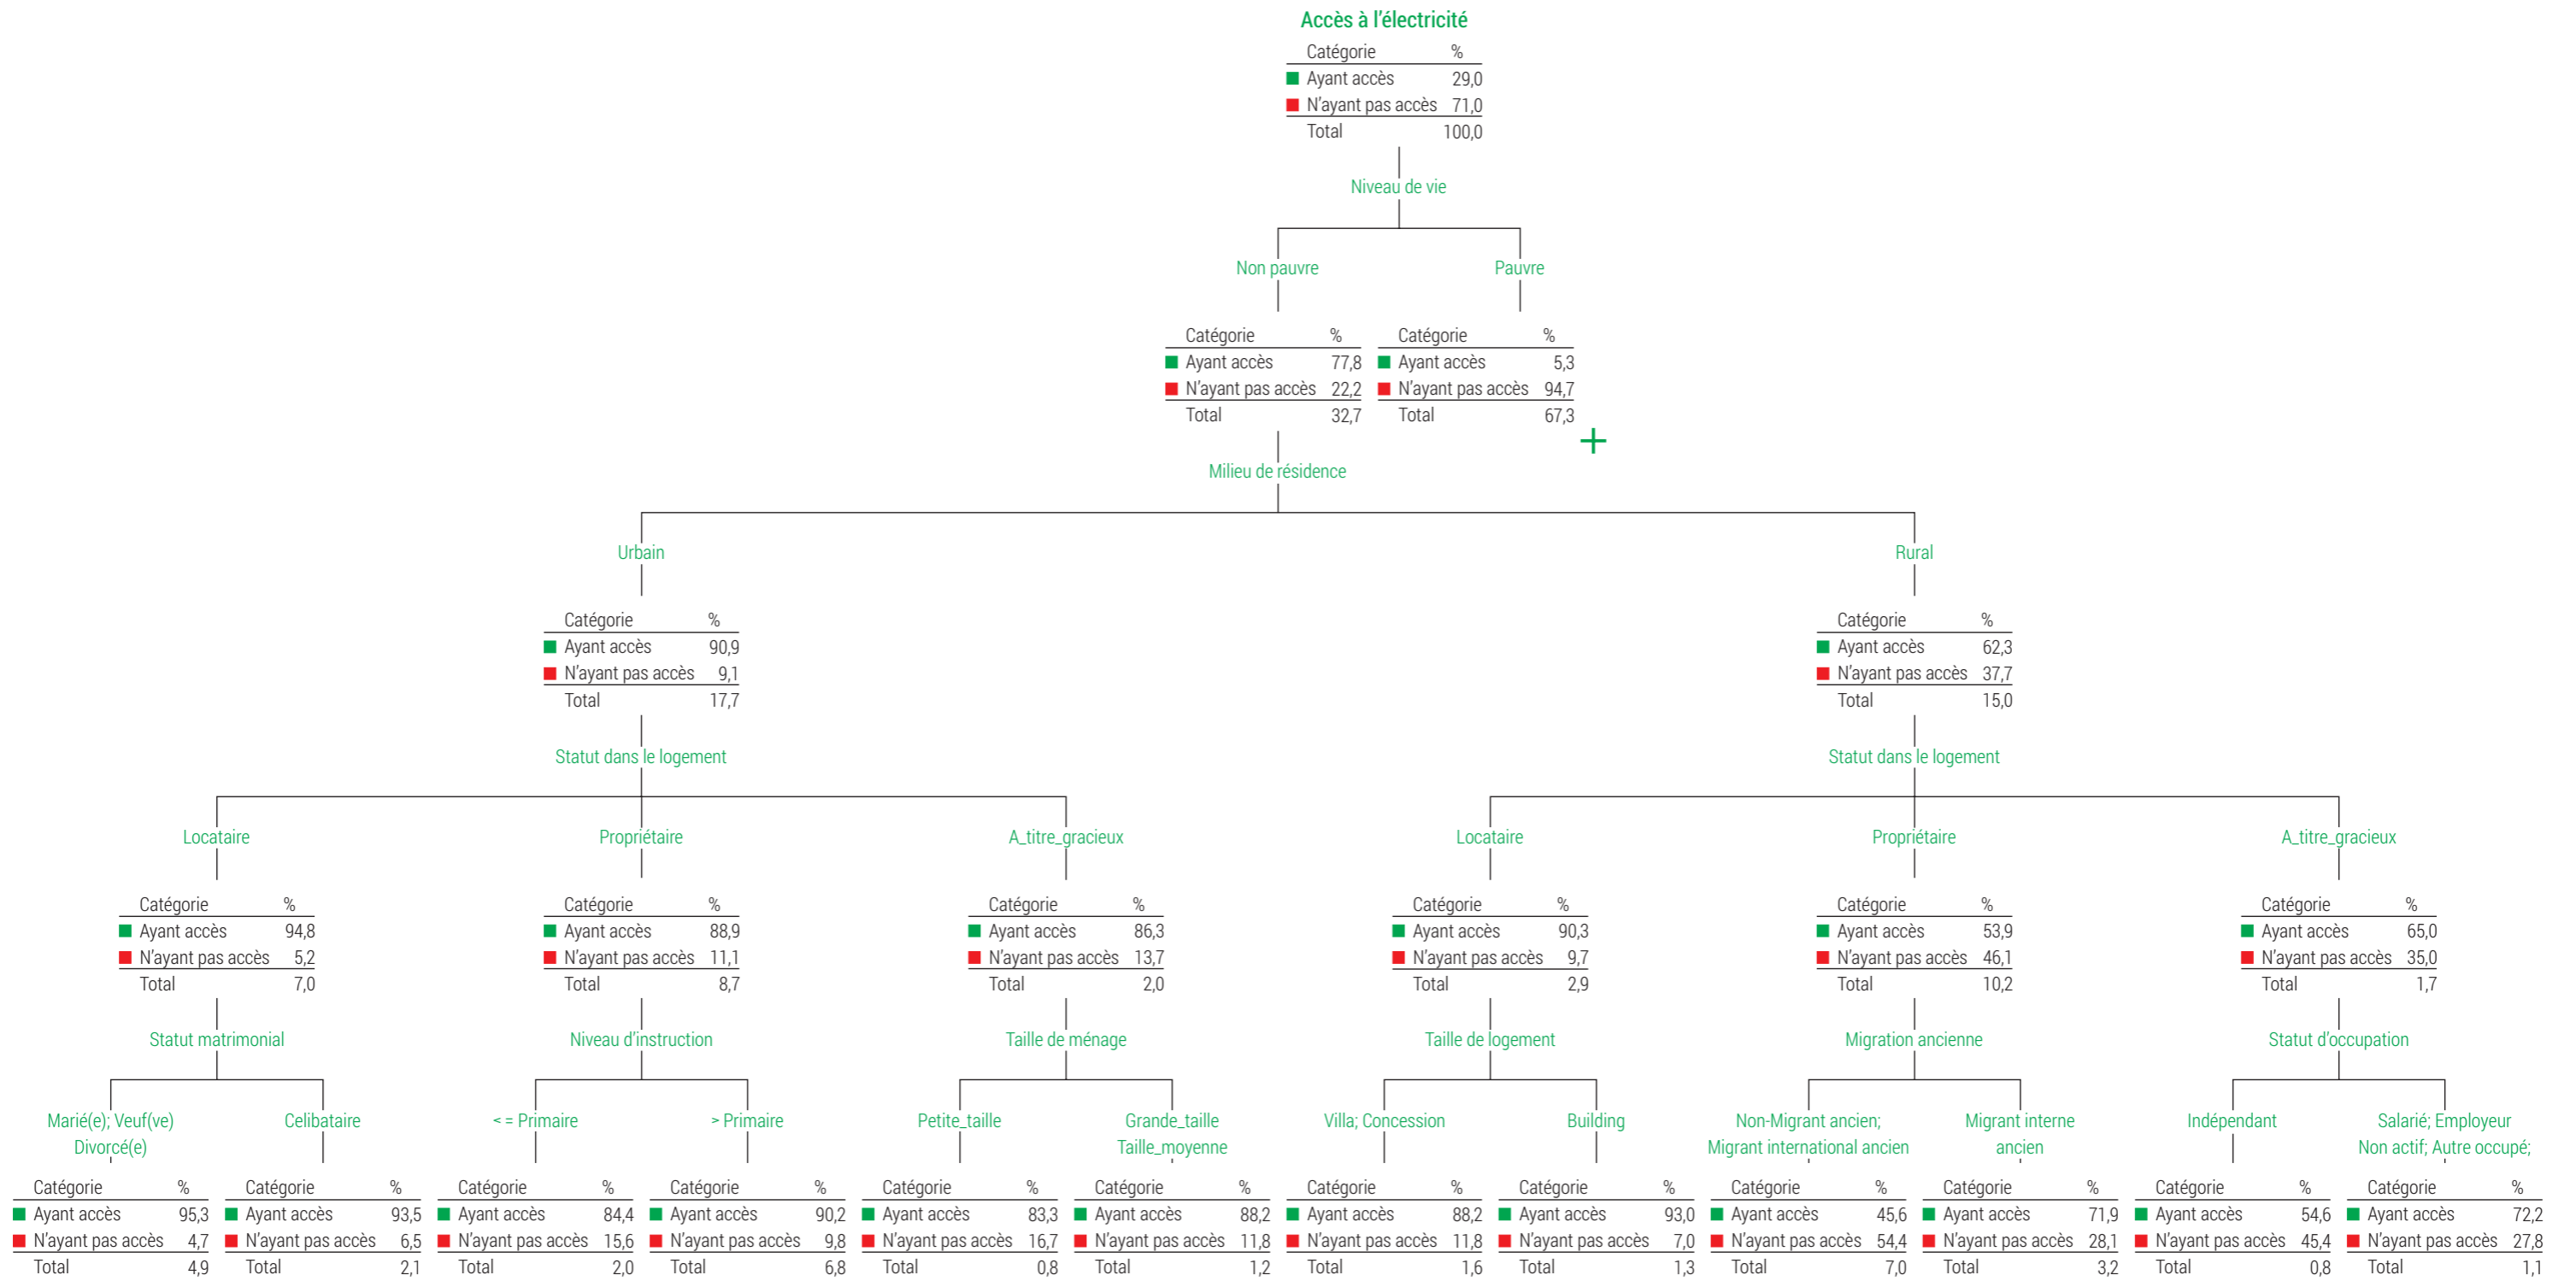 Accès à l'électricité
Catégorie %
Ayant accès 29,0
N'ayant pas accès 71,0
Total 100,0
Niveau de vie
Non pauvre Pauvre
Catégorie % Catégorie %
Ayant accès 77,8 Ayant accès 5,3
N'ayant pas accès 22,2 N'ayant pas accès 94,7
Total 32,7 Total 67,3
+
Milieu de résidence
Urbain Rural
Catégorie % Catégorie %
Ayant accès 90,9 Ayant accès 62,3
N'ayant pas accès 9,1 N'ayant pas accès 37,7
Total 17,7 Total 15,0
Statut dans le logement Statut dans le logement
Locataire Propriétaire A_titre_gracieux Locataire Propriétaire A_titre_gracieux
Catégorie % Catégorie % Catégorie % Catégorie % Catégorie % Catégorie %
Ayant accès 94,8 Ayant accès 88,9 Ayant accès 86,3 Ayant accès 90,3 Ayant accès 53,9 Ayant accès 65,0
N'ayant pas accès 5,2 N'ayant pas accès 11,1 N'ayant pas accès 13,7 N'ayant pas accès 9,7 N'ayant pas accès 46,1 N'ayant pas accès 35,0
Total 7,0 Total 8,7 Total 2,0 Total 2,9 Total 10,2 Total 1,7
Statut matrimonial Niveau d'instruction Taille de ménage Taille de logement Migration ancienne Statut d'occupation
Marié(e); Veuf(ve) Celibataire < = Primaire > Primaire Petite_taille Grande_taille Villa; Concession Building Non-Migrant ancien; Migrant interne Indépendant Salarié; Employeur
Divorcé(e) Taille_moyenne Migrant international ancien ancien Non actif; Autre occupé;
Catégorie % Catégorie % Catégorie % Catégorie % Catégorie % Catégorie % Catégorie % Catégorie % Catégorie % Catégorie % Catégorie % Catégorie %
Ayant accès 95,3 Ayant accès 93,5 Ayant accès 84,4 Ayant accès 90,2 Ayant accès 83,3 Ayant accès 88,2 Ayant accès 88,2 Ayant accès 93,0 Ayant accès 45,6 Ayant accès 71,9 Ayant accès 54,6 Ayant accès 72,2
N'ayant pas accès 4,7 N'ayant pas accès 6,5 N'ayant pas accès 15,6 N'ayant pas accès 9,8 N'ayant pas accès 16,7 N'ayant pas accès 11,8 N'ayant pas accès 11,8 N'ayant pas accès 7,0 N'ayant pas accès 54,4 N'ayant pas accès 28,1 N'ayant pas accès 45,4 N'ayant pas accès 27,8
Total 4,9 Total 2,1 Total 2,0 Total 6,8 Total 0,8 Total 1,2 Total 1,6 Total 1,3 Total 7,0 Total 3,2 Total 0,8 Total 1,1